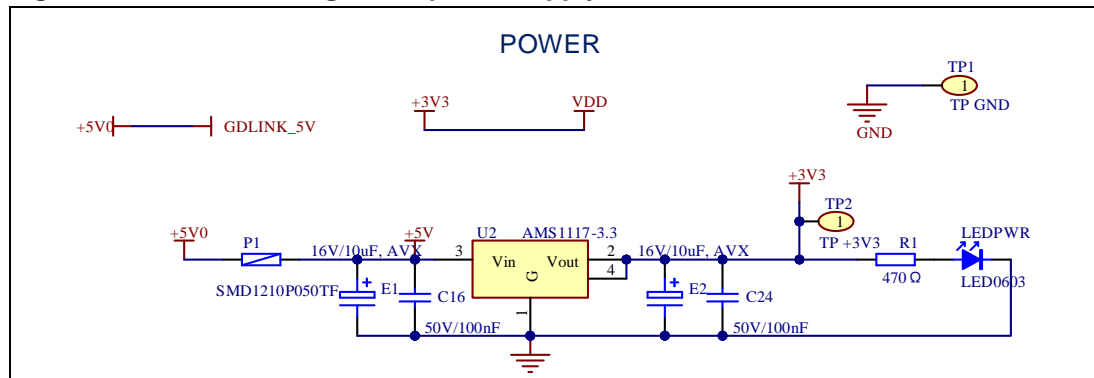 POWER
TP1
1
TP GND
GND
+3V3
VDD
+5V0
GDLINK_5V
+3V3
TP2
1
TP +3V3
+5V0
P1
SMD1210P050TF
+5V
16V/10uF, AVX
E1
C16
50V/100nF
U2
AMS1117-3.3
3
Vin
Vout
G
2
4
1
16V/10uF, AVX
E2
C24
50V/100nF
R1
470 Ω
LEDPWR
LED0603